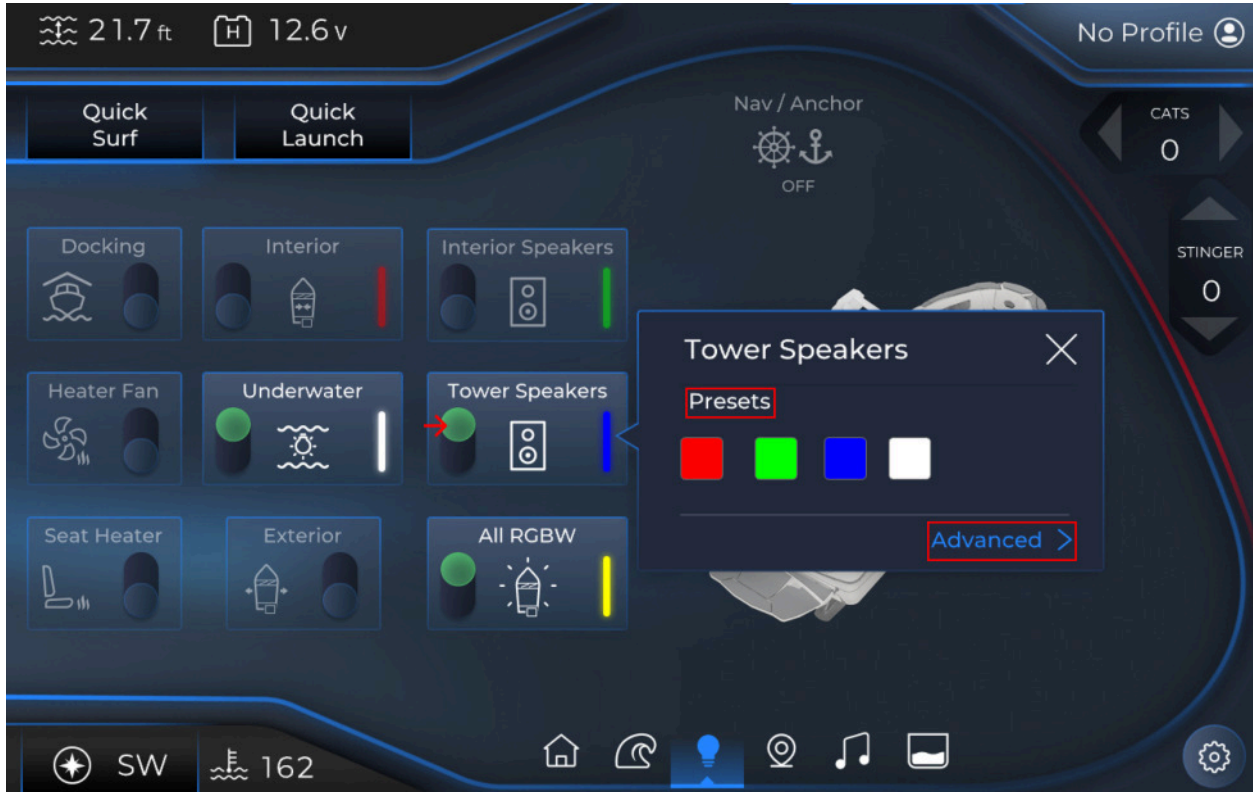 21.7 ft
H 12.6 v
No Profile
Quick
Surf
Quick
Launch
Nav / Anchor
OFF
CATS
0
STINGER
0
Docking
Interior
Interior Speakers
Heater Fan
Underwater
Tower Speakers
Seat Heater
Exterior
All RGBW
Tower Speakers
Presets
Advanced >
SW
162